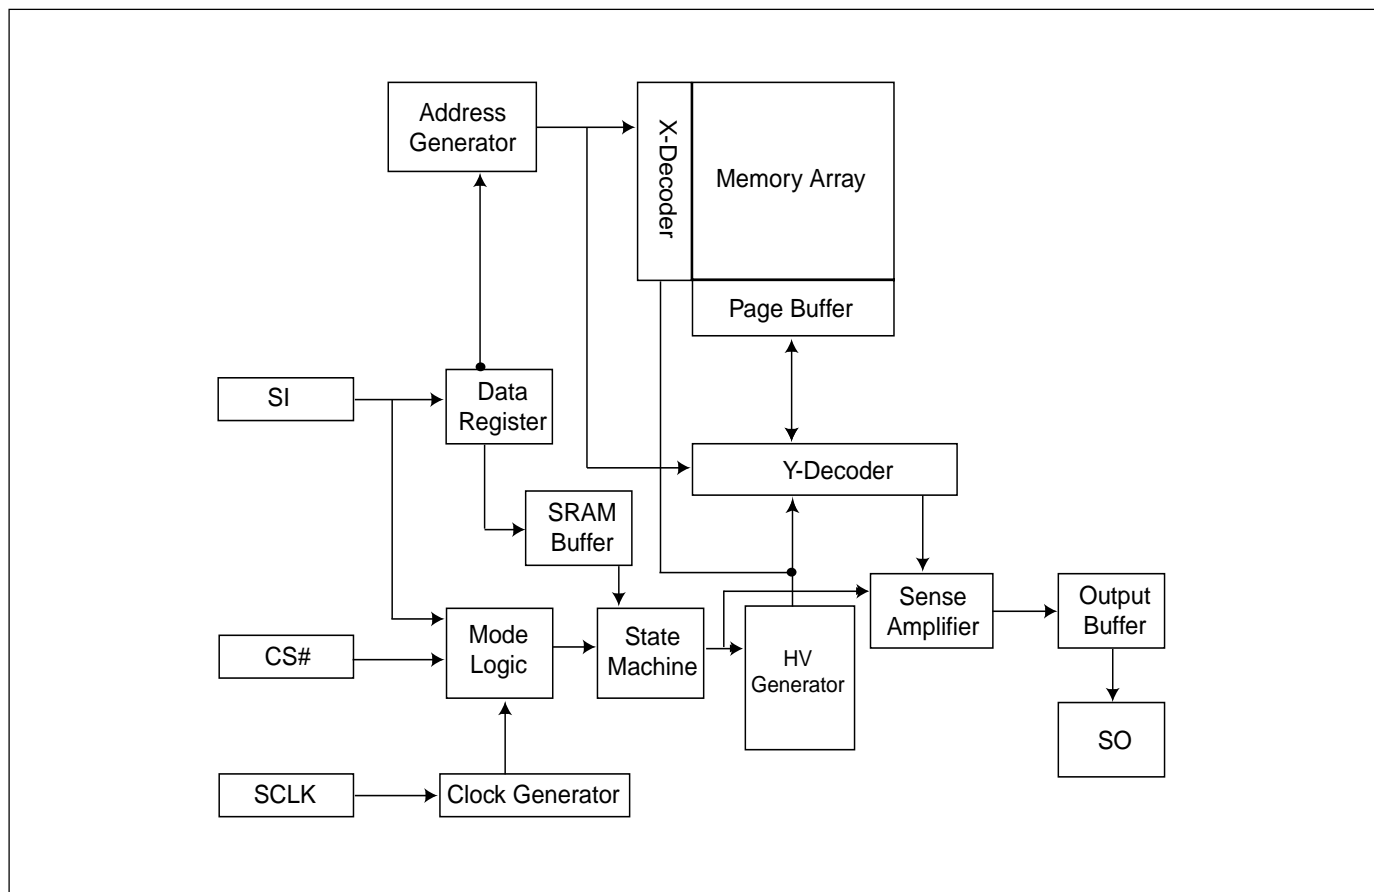 Address
Generator
X-Decoder
Memory Array
Page Buffer
SI
Data
Register
Y-Decoder
SRAM
Buffer
Sense
Amplifier
Output
Buffer
CS#
Mode
Logic
State
Machine
HV
Generator
SO
SCLK
Clock Generator